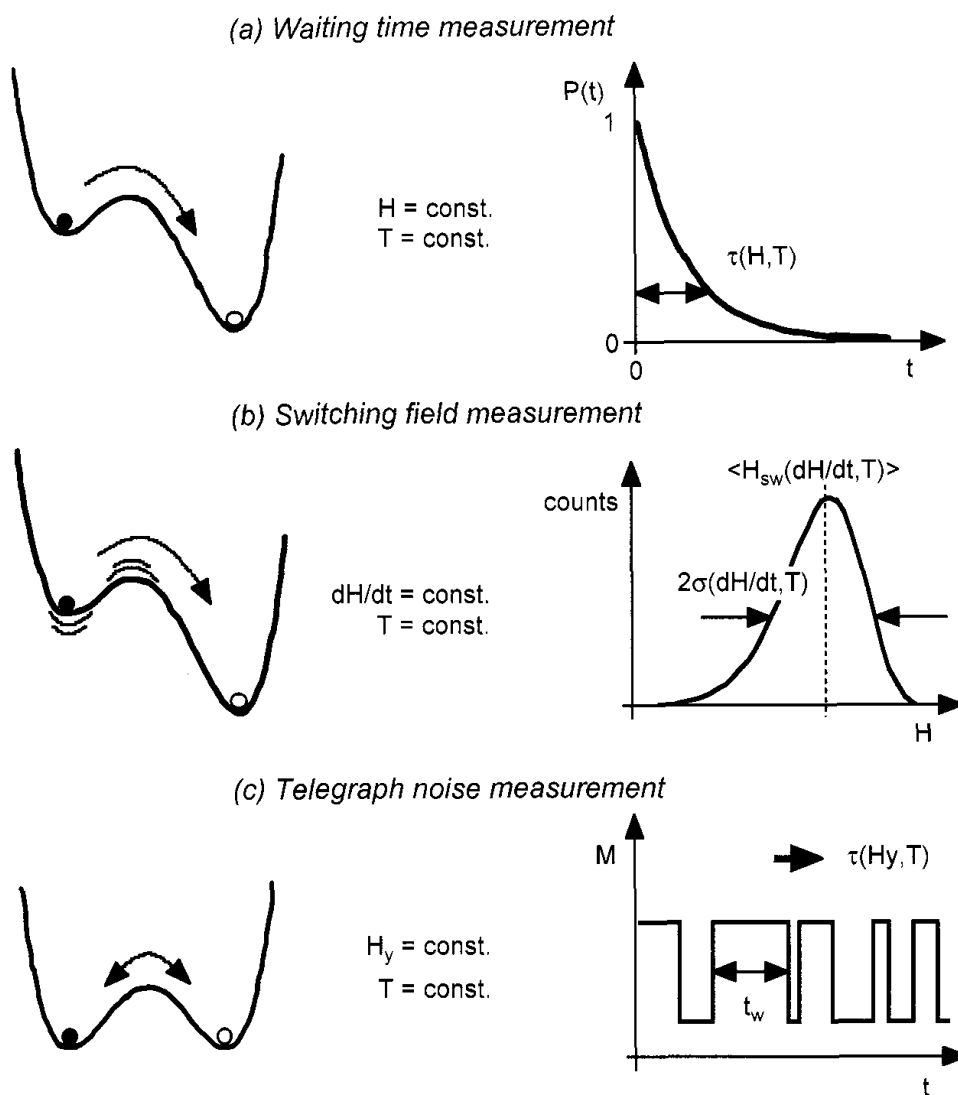 (a) Waiting time measurement
P(t)
1
H = const.
T = const.
τ(H,T)
0
0
t
(b) Switching field measurement
<H_sw(dH/dt,T)>
counts
dH/dt = const.
T = const.
2σ(dH/dt,T)
H
(c) Telegraph noise measurement
M
τ(Hy,T)
H_y = const.
T = const.
t_w
t